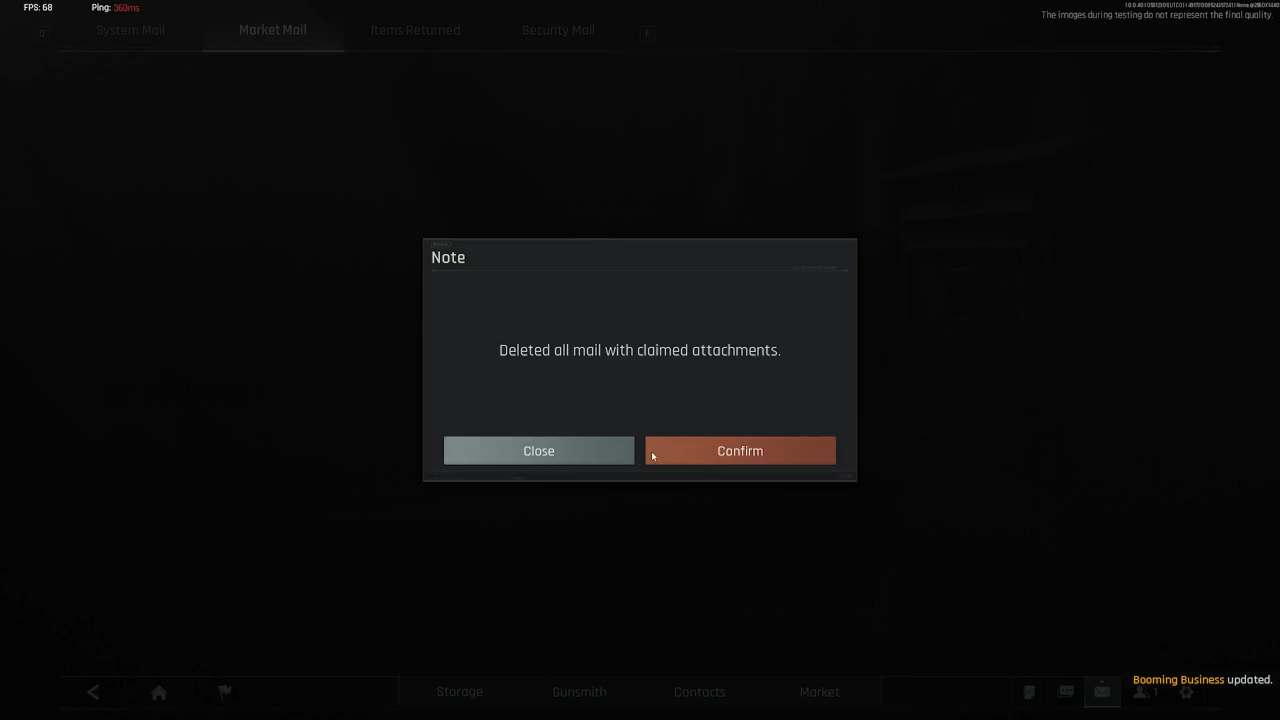 FPS: 68 Ping: 360ms
The images during testing do not represent the final quality.
Q System Mail Market Mail Items Returned Security Mail E
Note
Deleted all mail with claimed attachments.
Close Confirm
Booming Business updated.
Storage Gunsmith Contacts Market 1